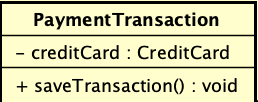 PaymentTransaction
- creditCard : CreditCard
+ saveTransaction() : void